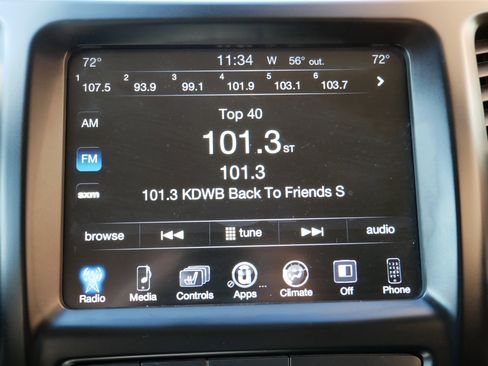 72° 11:34 W 56° out. 72°
1 107.5 2 93.9 3 99.1 4 101.9 5 103.1 6 103.7
Top 40
AM
101.3 ST
FM
101.3
sxm
101.3 KDWB Back To Friends S
browse tune audio
Radio Media Controls Apps Climate Off Phone